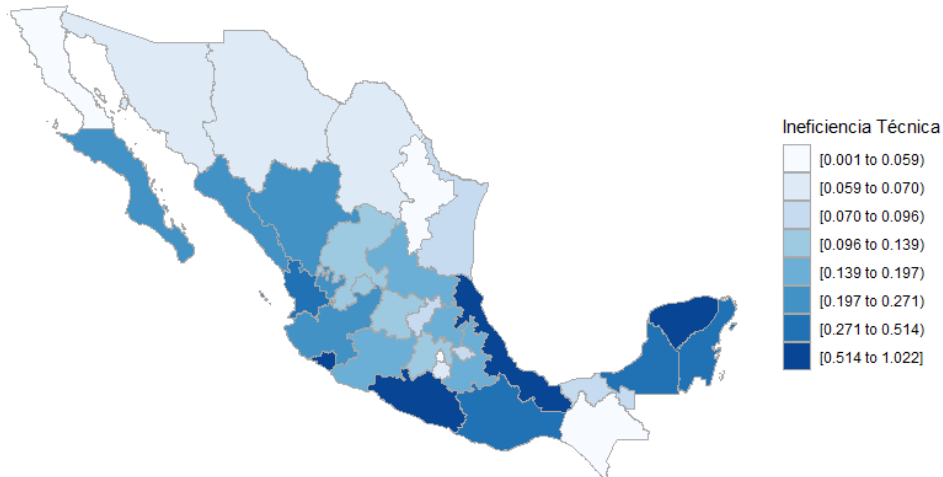 Ineficiencia Técnica
[0.001 to 0.059)
[0.059 to 0.070)
[0.070 to 0.096)
[0.096 to 0.139)
[0.139 to 0.197)
[0.197 to 0.271)
[0.271 to 0.514)
[0.514 to 1.022]